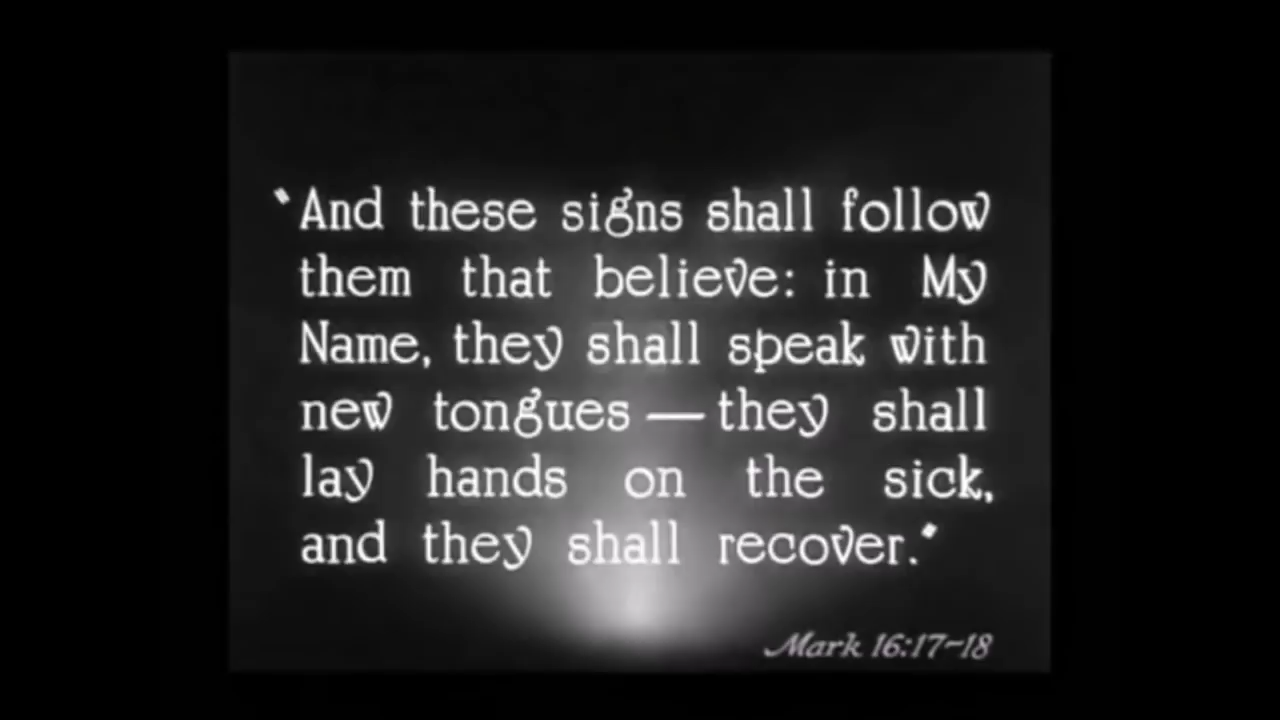 "And these signs shall follow
them that believe: in My
Name, they shall speak with
new tongues — they shall
lay hands on the sick,
and they shall recover."
Mark 16:17~18